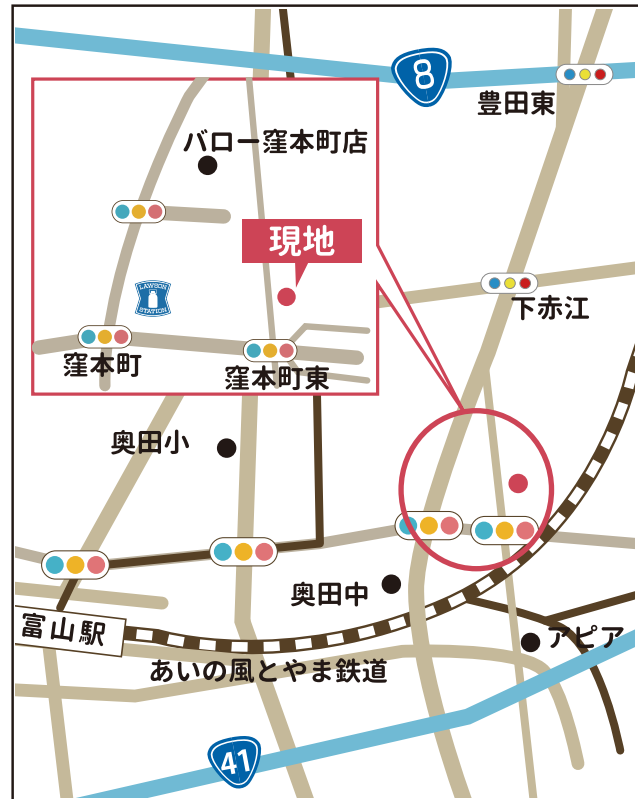 8
豊田東
バロー窪本町店
現地
LAWSON
STATION
下赤江
窪本町
窪本町東
奥田小
奥田中
富山駅
アピア
あいの風とやま鉄道
41